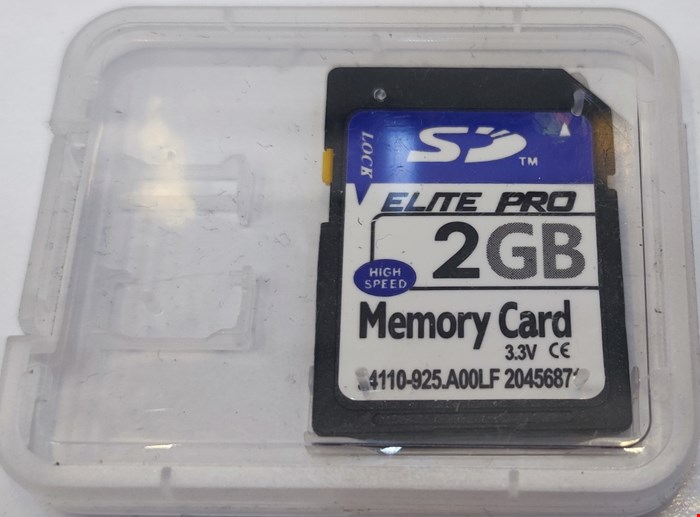 LOCK
SD™
ELITE PRO
2GB
HIGH
SPEED
Memory Card
3.3V CE
4110-925.A00LF 2045687